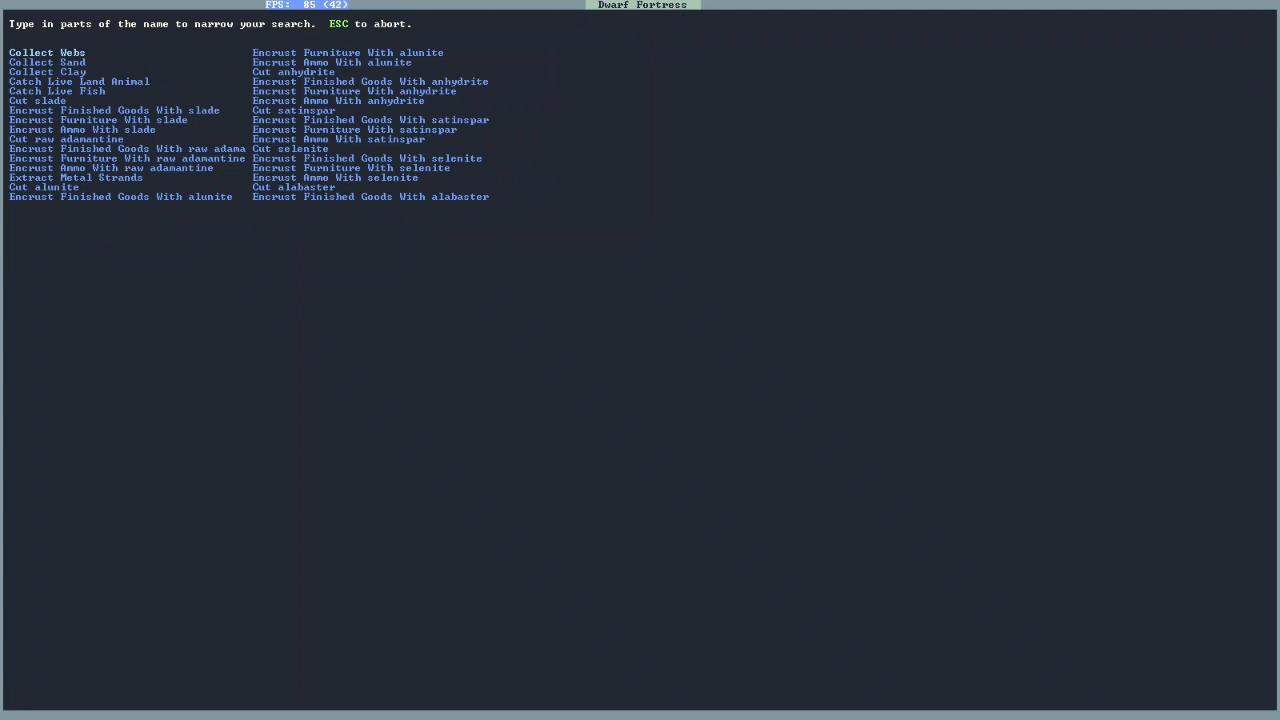 FPS: 85 (42) Dwarf Fortress
Type in parts of the name to narrow your search. ESC to abort.
Collect Webs
Collect Sand
Collect Clay
Catch Live Land Animal
Catch Live Fish
Cut slade
Encrust Finished Goods With slade
Encrust Furniture With slade
Encrust Ammo With slade
Cut raw adamantine
Encrust Finished Goods With raw adama
Encrust Furniture With raw adamantine
Encrust Ammo With raw adamantine
Extract Metal Strands
Cut alunite
Encrust Finished Goods With alunite
Encrust Furniture With alunite
Encrust Ammo With alunite
Cut anhydrite
Encrust Finished Goods With anhydrite
Encrust Furniture With anhydrite
Encrust Ammo With anhydrite
Cut satinspar
Encrust Finished Goods With satinspar
Encrust Furniture With satinspar
Encrust Ammo With satinspar
Cut selenite
Encrust Finished Goods With selenite
Encrust Furniture With selenite
Encrust Ammo With selenite
Cut alabaster
Encrust Finished Goods With alabaster